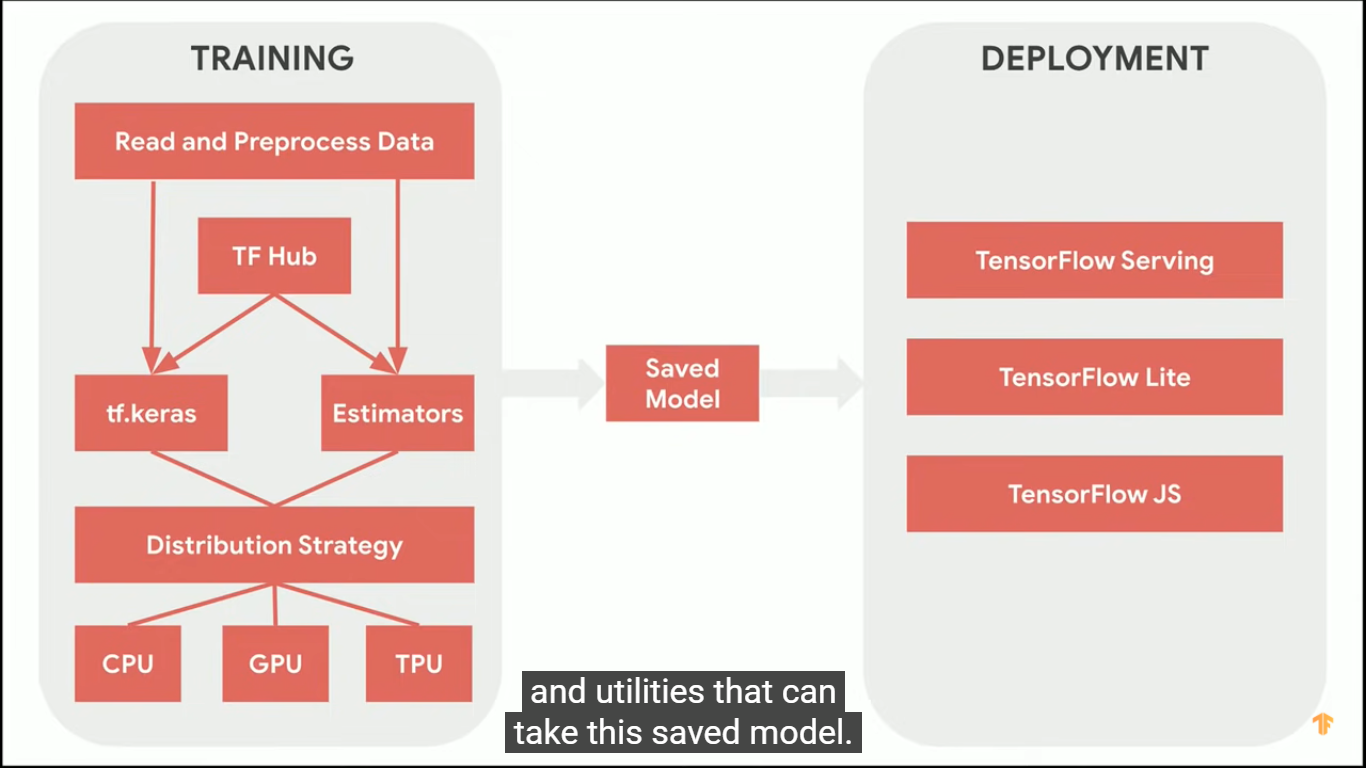 TRAINING
Read and Preprocess Data
TF Hub
tf.keras
Estimators
Distribution Strategy
CPU
GPU
TPU
Saved
Model
DEPLOYMENT
TensorFlow Serving
TensorFlow Lite
TensorFlow JS
and utilities that can
take this saved model.